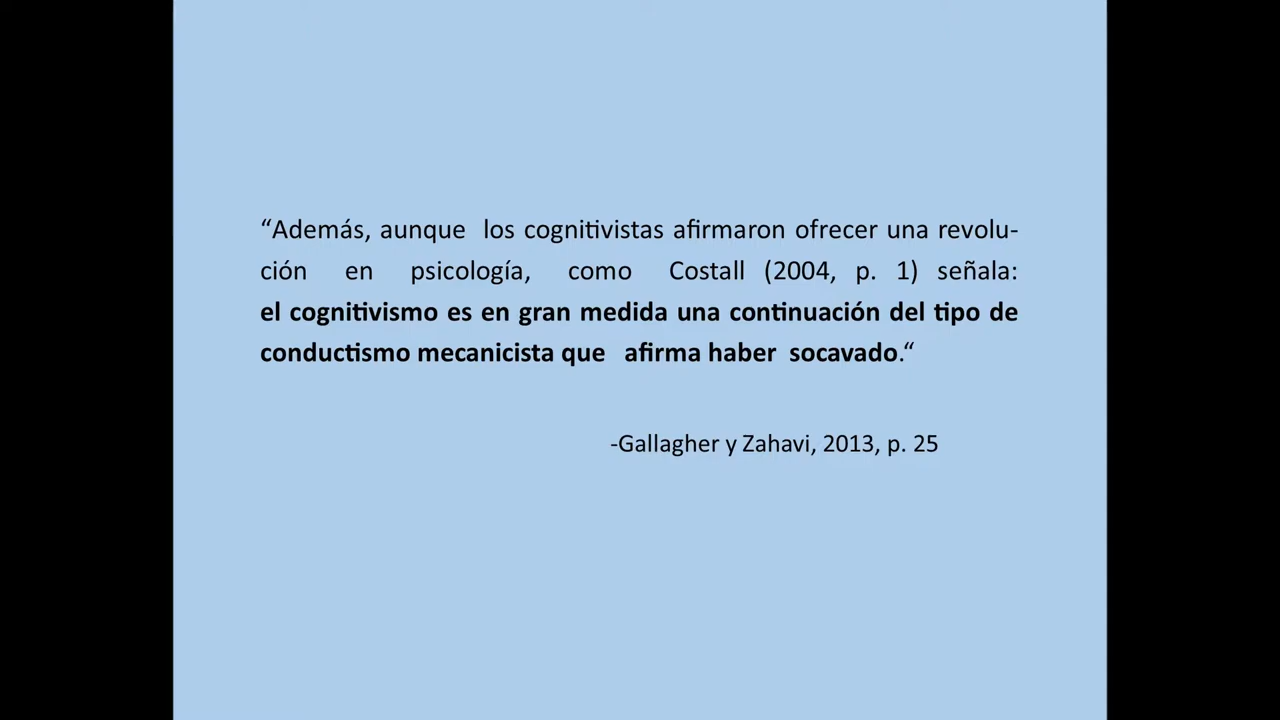 “Además, aunque los cognitivistas afirmaron ofrecer una revolu-
ción en psicología, como Costall (2004, p. 1) señala:
el cognitivismo es en gran medida una continuación del tipo de
conductismo mecanicista que afirma haber socavado.“
-Gallagher y Zahavi, 2013, p. 25